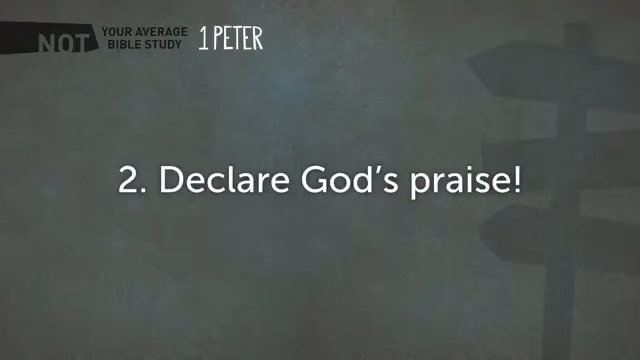 NOT YOUR AVERAGE
BIBLE STUDY
1 PETER
2. Declare God's praise!